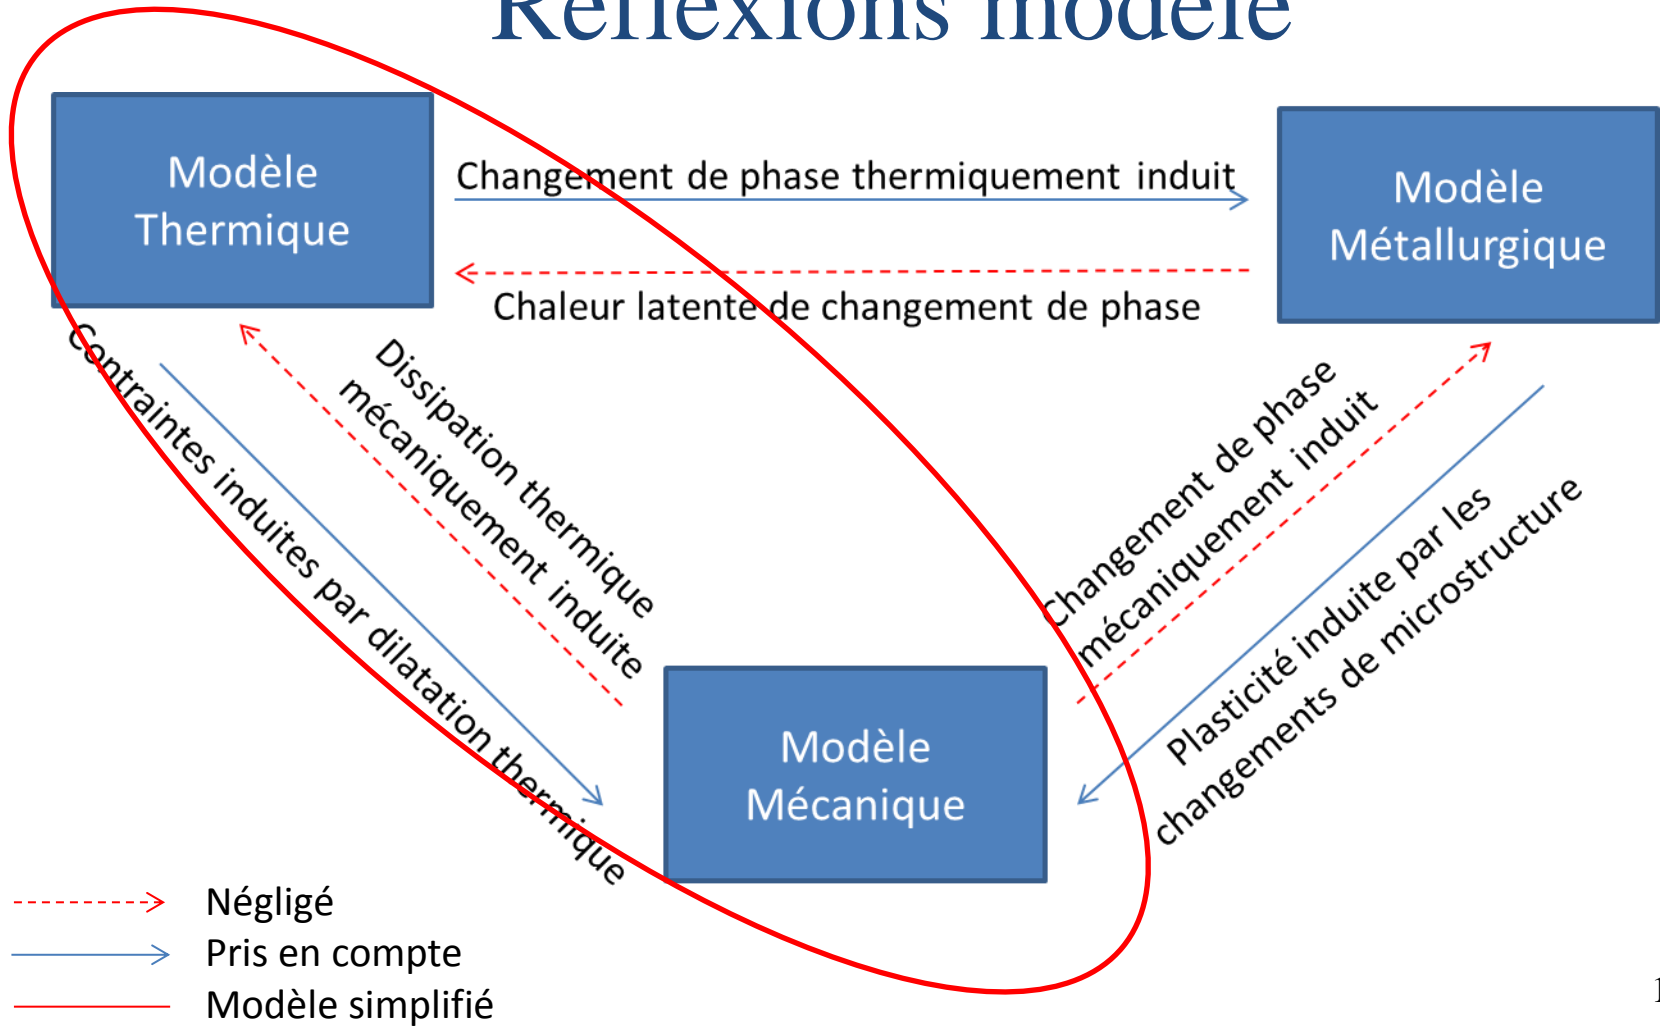 Réflexions modèle
Modèle
Thermique
Changement de phase thermiquement induit
Modèle
Métallurgique
Chaleur latente de changement de phase
Contraintes induites par dilatation thermique
Dissipation thermique
mécaniquement induite
Changement de phase
mécaniquement induit
Plasticité induite par les
changements de microstructure
Modèle
Mécanique
Négligé
Pris en compte
Modèle simplifié